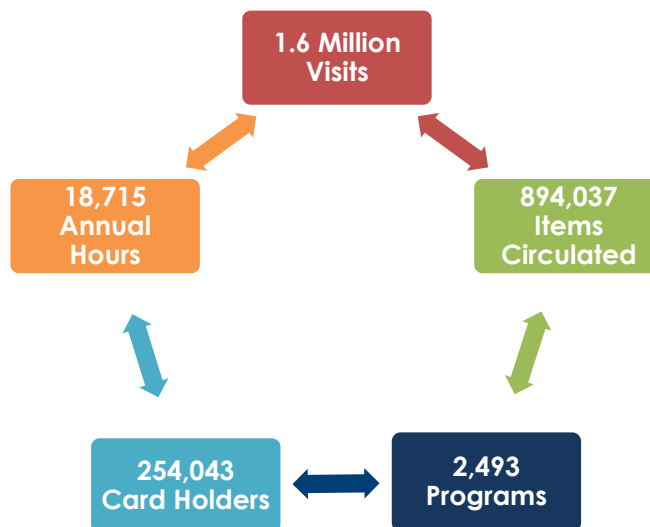 1.6 Million
Visits
18,715
Annual
Hours
894,037
Items
Circulated
254,043
Card Holders
2,493
Programs